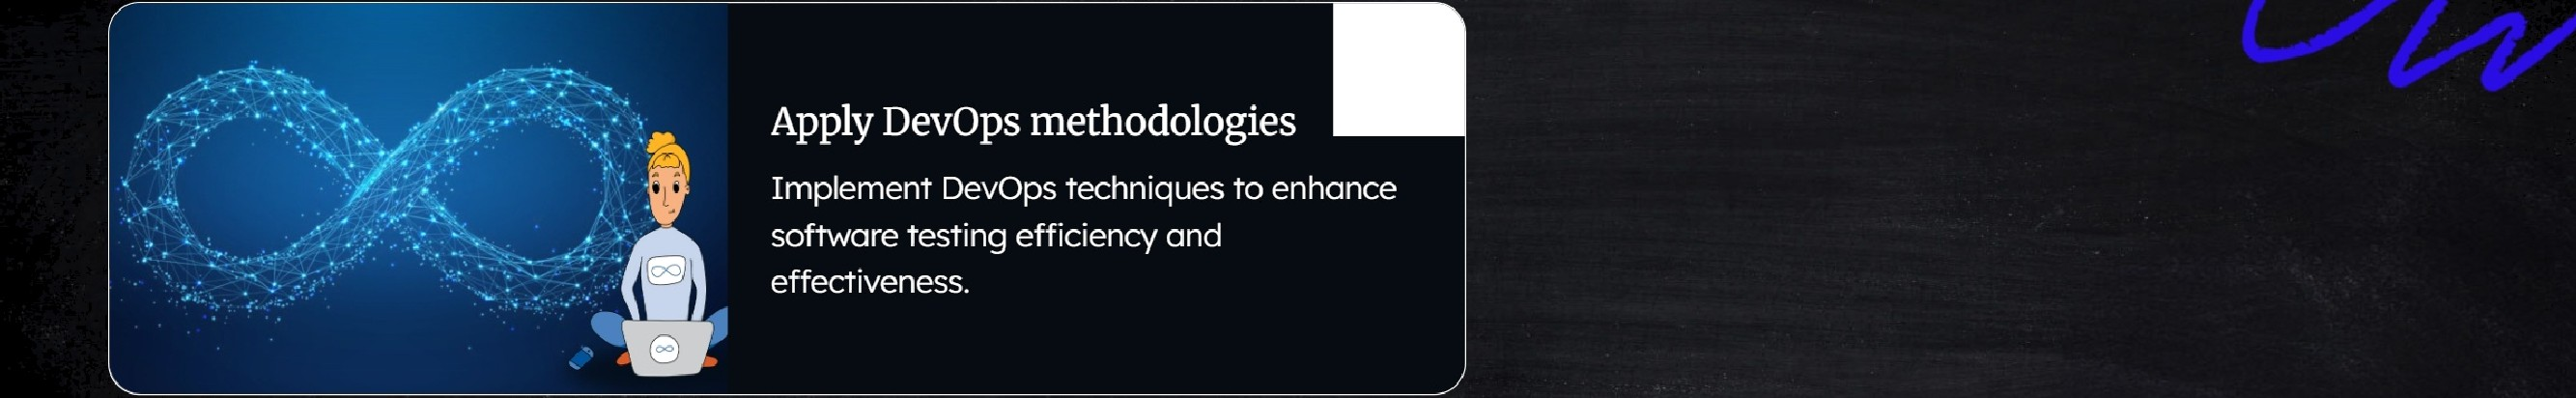 Apply DevOps methodologies
Implement DevOps techniques to enhance
software testing efficiency and
effectiveness.